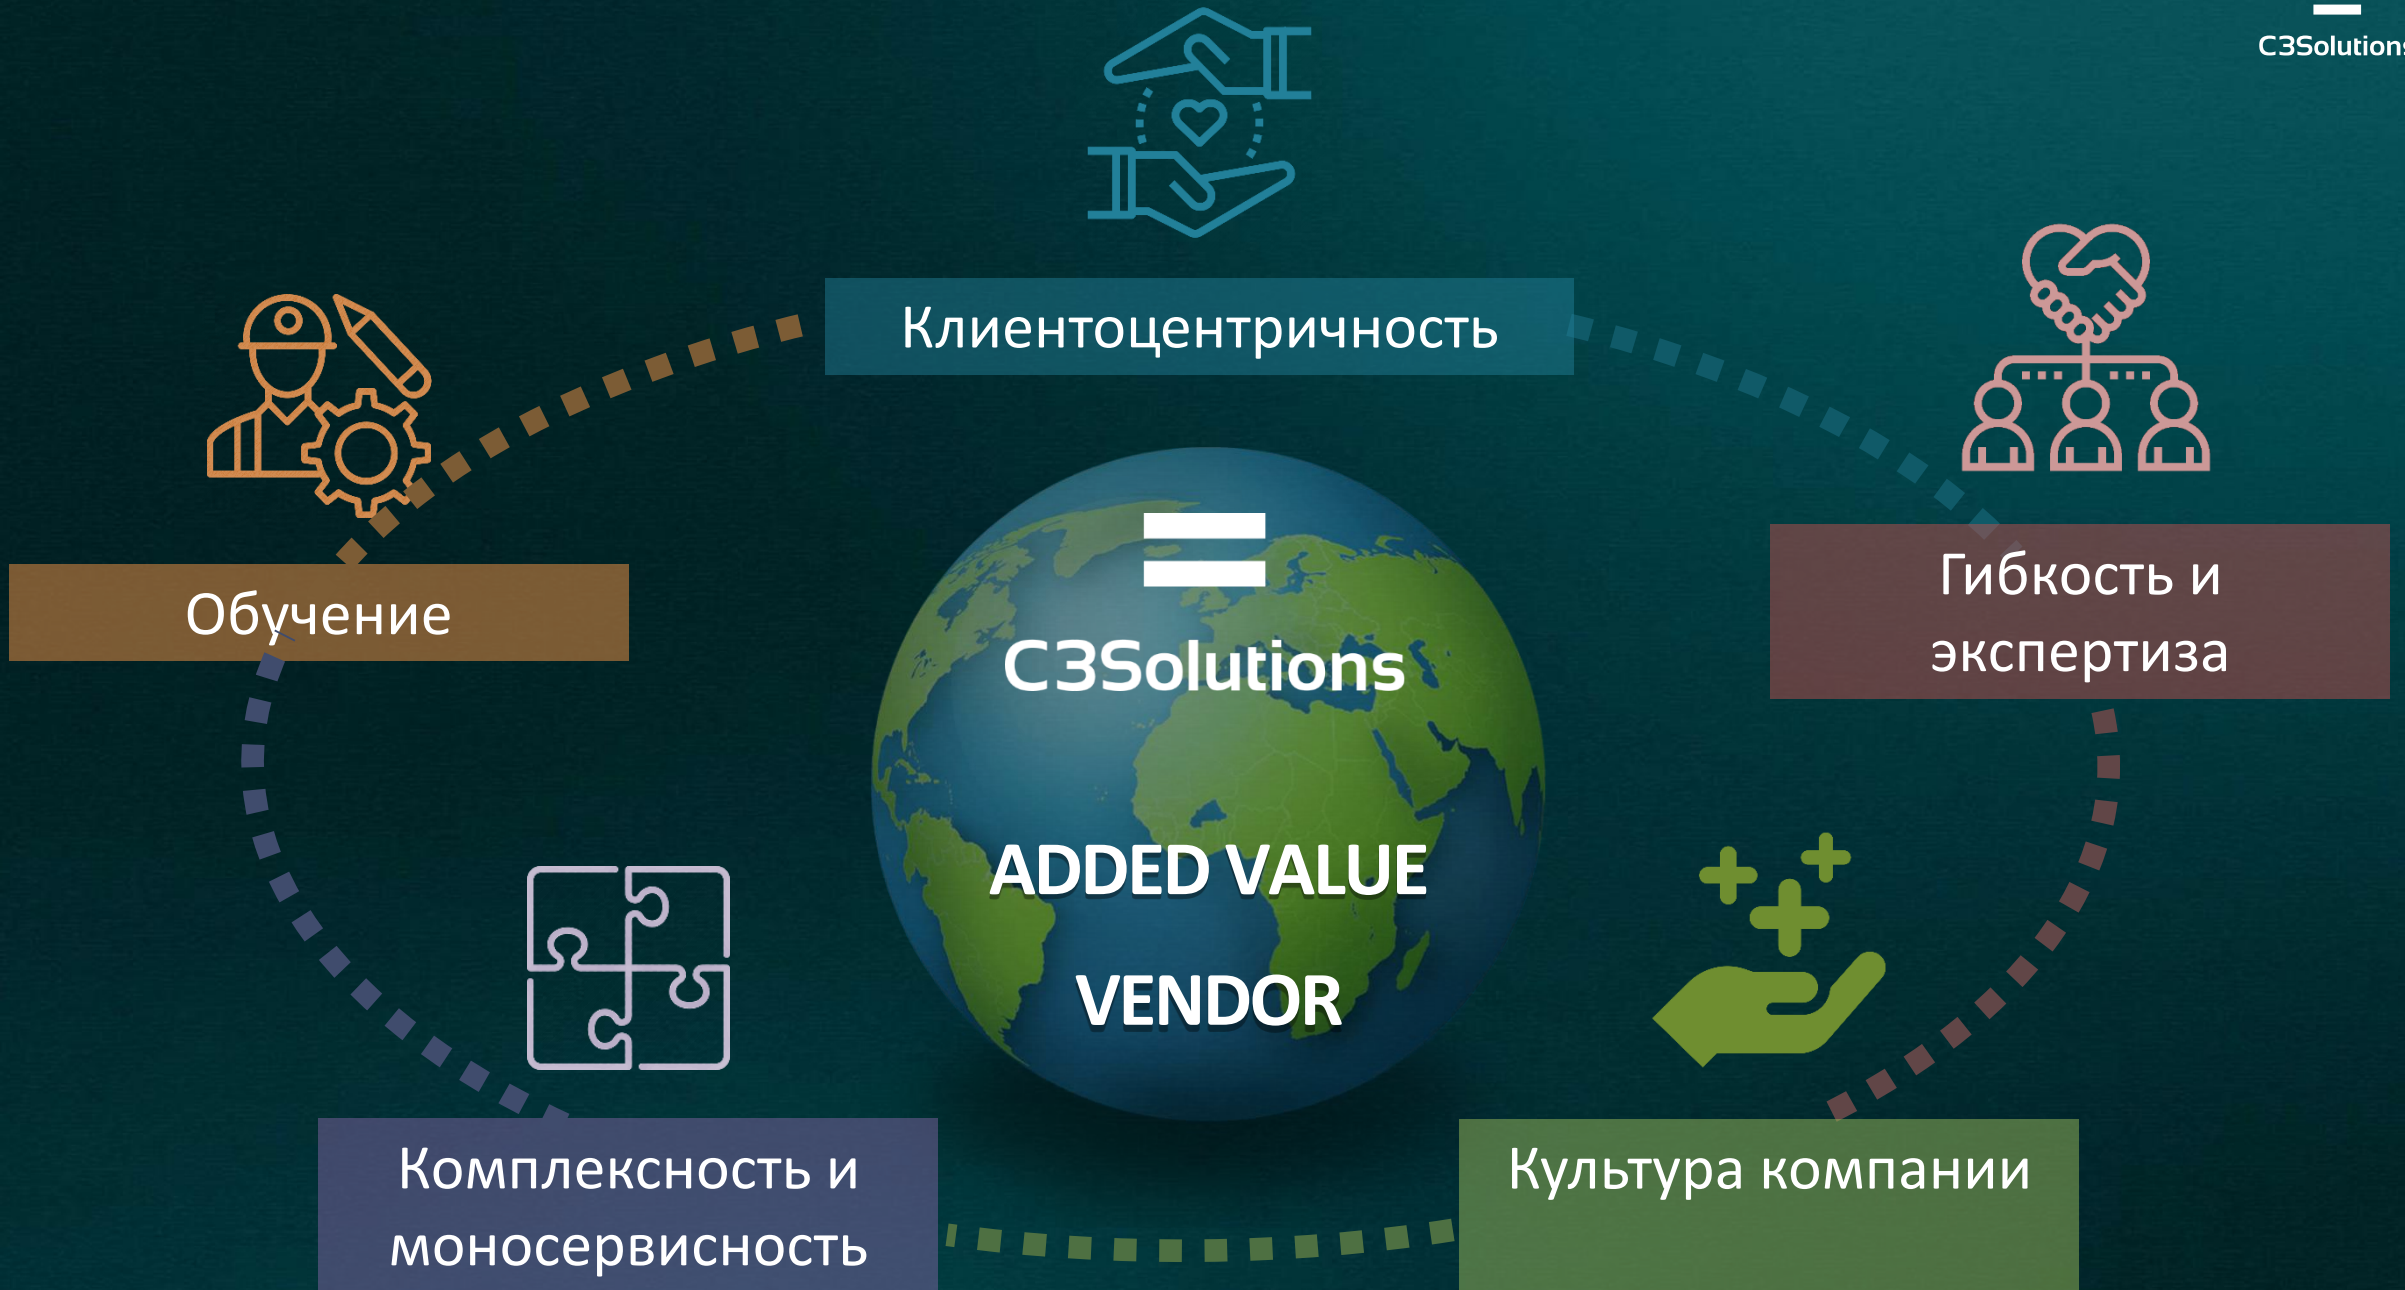 C3Solutions
Клиентоцентричность
Обучение
Гибкость и
экспертиза
C3Solutions
ADDED VALUE
VENDOR
Комплексность и
моносервисность
Культура компании